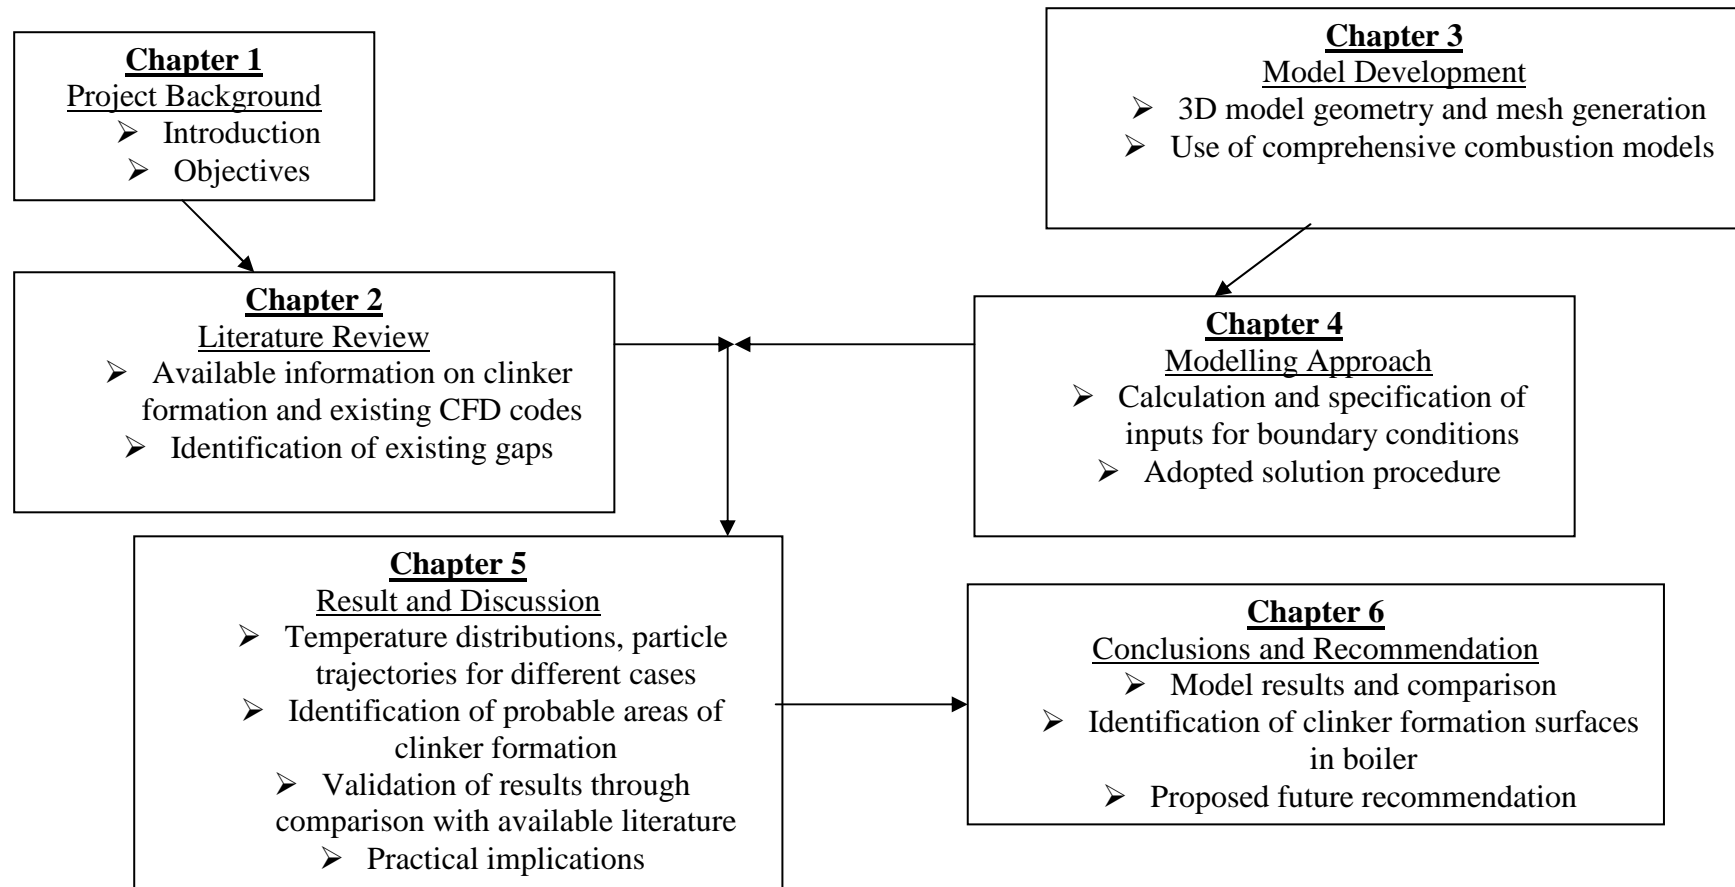 Chapter 1
Project Background
➢ Introduction
➢ Objectives
Chapter 2
Literature Review
➢ Available information on clinker
formation and existing CFD codes
➢ Identification of existing gaps
Chapter 3
Model Development
➢ 3D model geometry and mesh generation
➢ Use of comprehensive combustion models
Chapter 4
Modelling Approach
➢ Calculation and specification of
inputs for boundary conditions
➢ Adopted solution procedure
Chapter 5
Result and Discussion
➢ Temperature distributions, particle
trajectories for different cases
➢ Identification of probable areas of
clinker formation
➢ Validation of results through
comparison with available literature
➢ Practical implications
Chapter 6
Conclusions and Recommendation
➢ Model results and comparison
➢ Identification of clinker formation surfaces
in boiler
➢ Proposed future recommendation